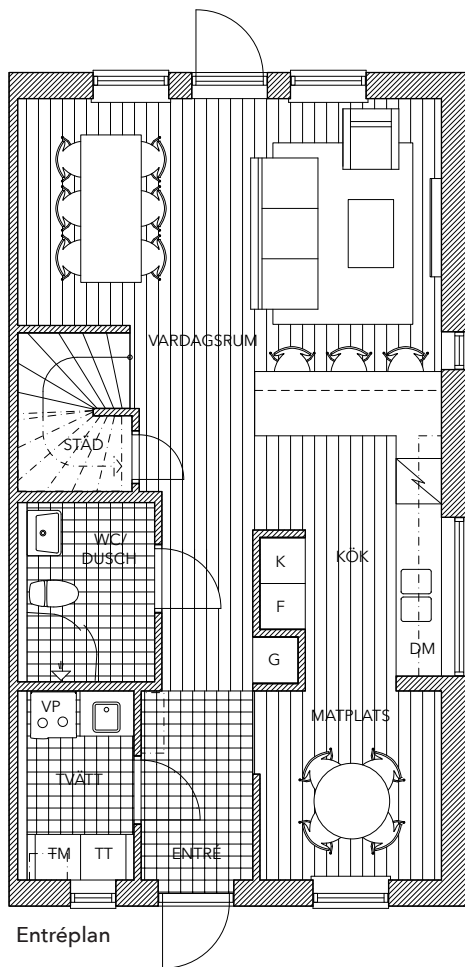 VARDAGSRUM
STÄD
WC/
DUSCH
K
KÖK
F
G
DM
VP
MATPLATS
TVÄTT
TM
TT
ENTRÉ
Entréplan